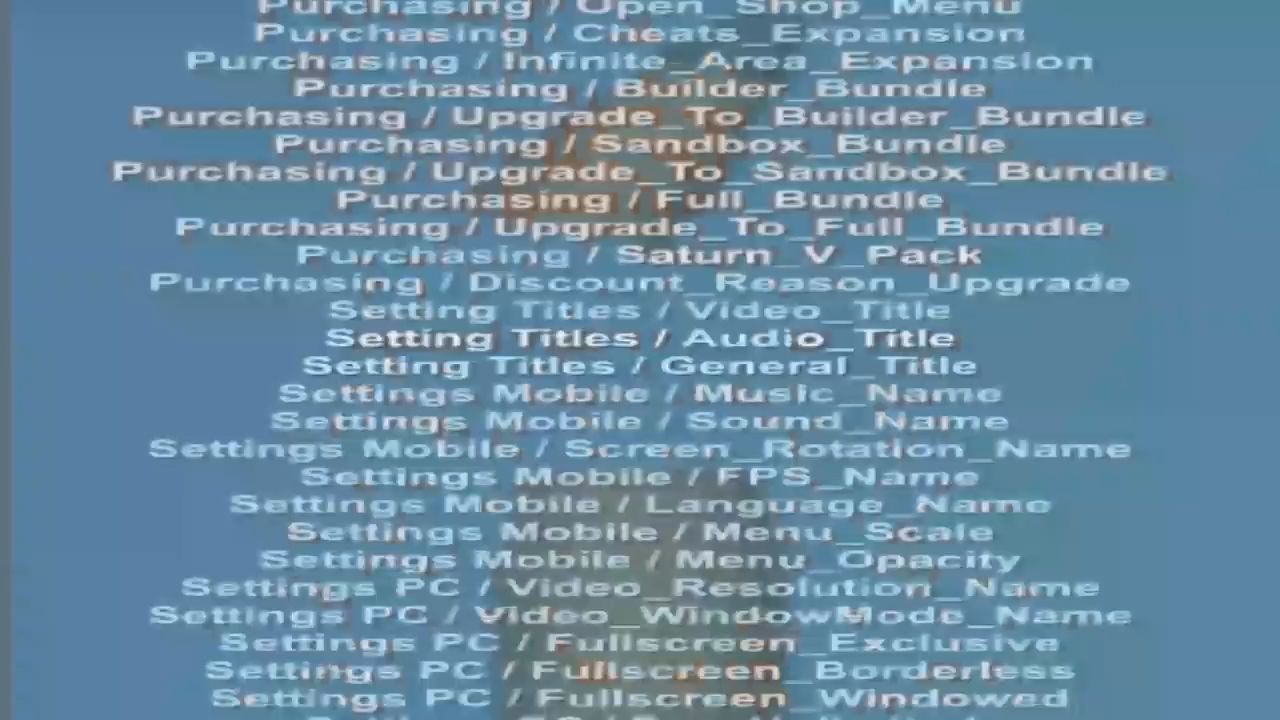 Purchasing / Open_Shop_Menu
Purchasing / Cheats_Expansion
Purchasing / Infinite_Area_Expansion
Purchasing / Builder_Bundle
Purchasing / Upgrade_To_Builder_Bundle
Purchasing / Sandbox_Bundle
Purchasing / Upgrade_To_Sandbox_Bundle
Purchasing / Full_Bundle
Purchasing / Upgrade_To_Full_Bundle
Purchasing / Saturn_V_Pack
Purchasing / Discount_Reason_Upgrade
Setting Titles / Video_Title
Setting Titles / Audio_Title
Setting Titles / General_Title
Settings Mobile / Music_Name
Settings Mobile / Sound_Name
Settings Mobile / Screen_Rotation_Name
Settings Mobile / FPS_Name
Settings Mobile / Language_Name
Settings Mobile / Menu_Scale
Settings Mobile / Menu_Opacity
Settings PC / Video_Resolution_Name
Settings PC / Video_WindowMode_Name
Settings PC / Fullscreen_Exclusive
Settings PC / Fullscreen_Borderless
Settings PC / Fullscreen_Windowed